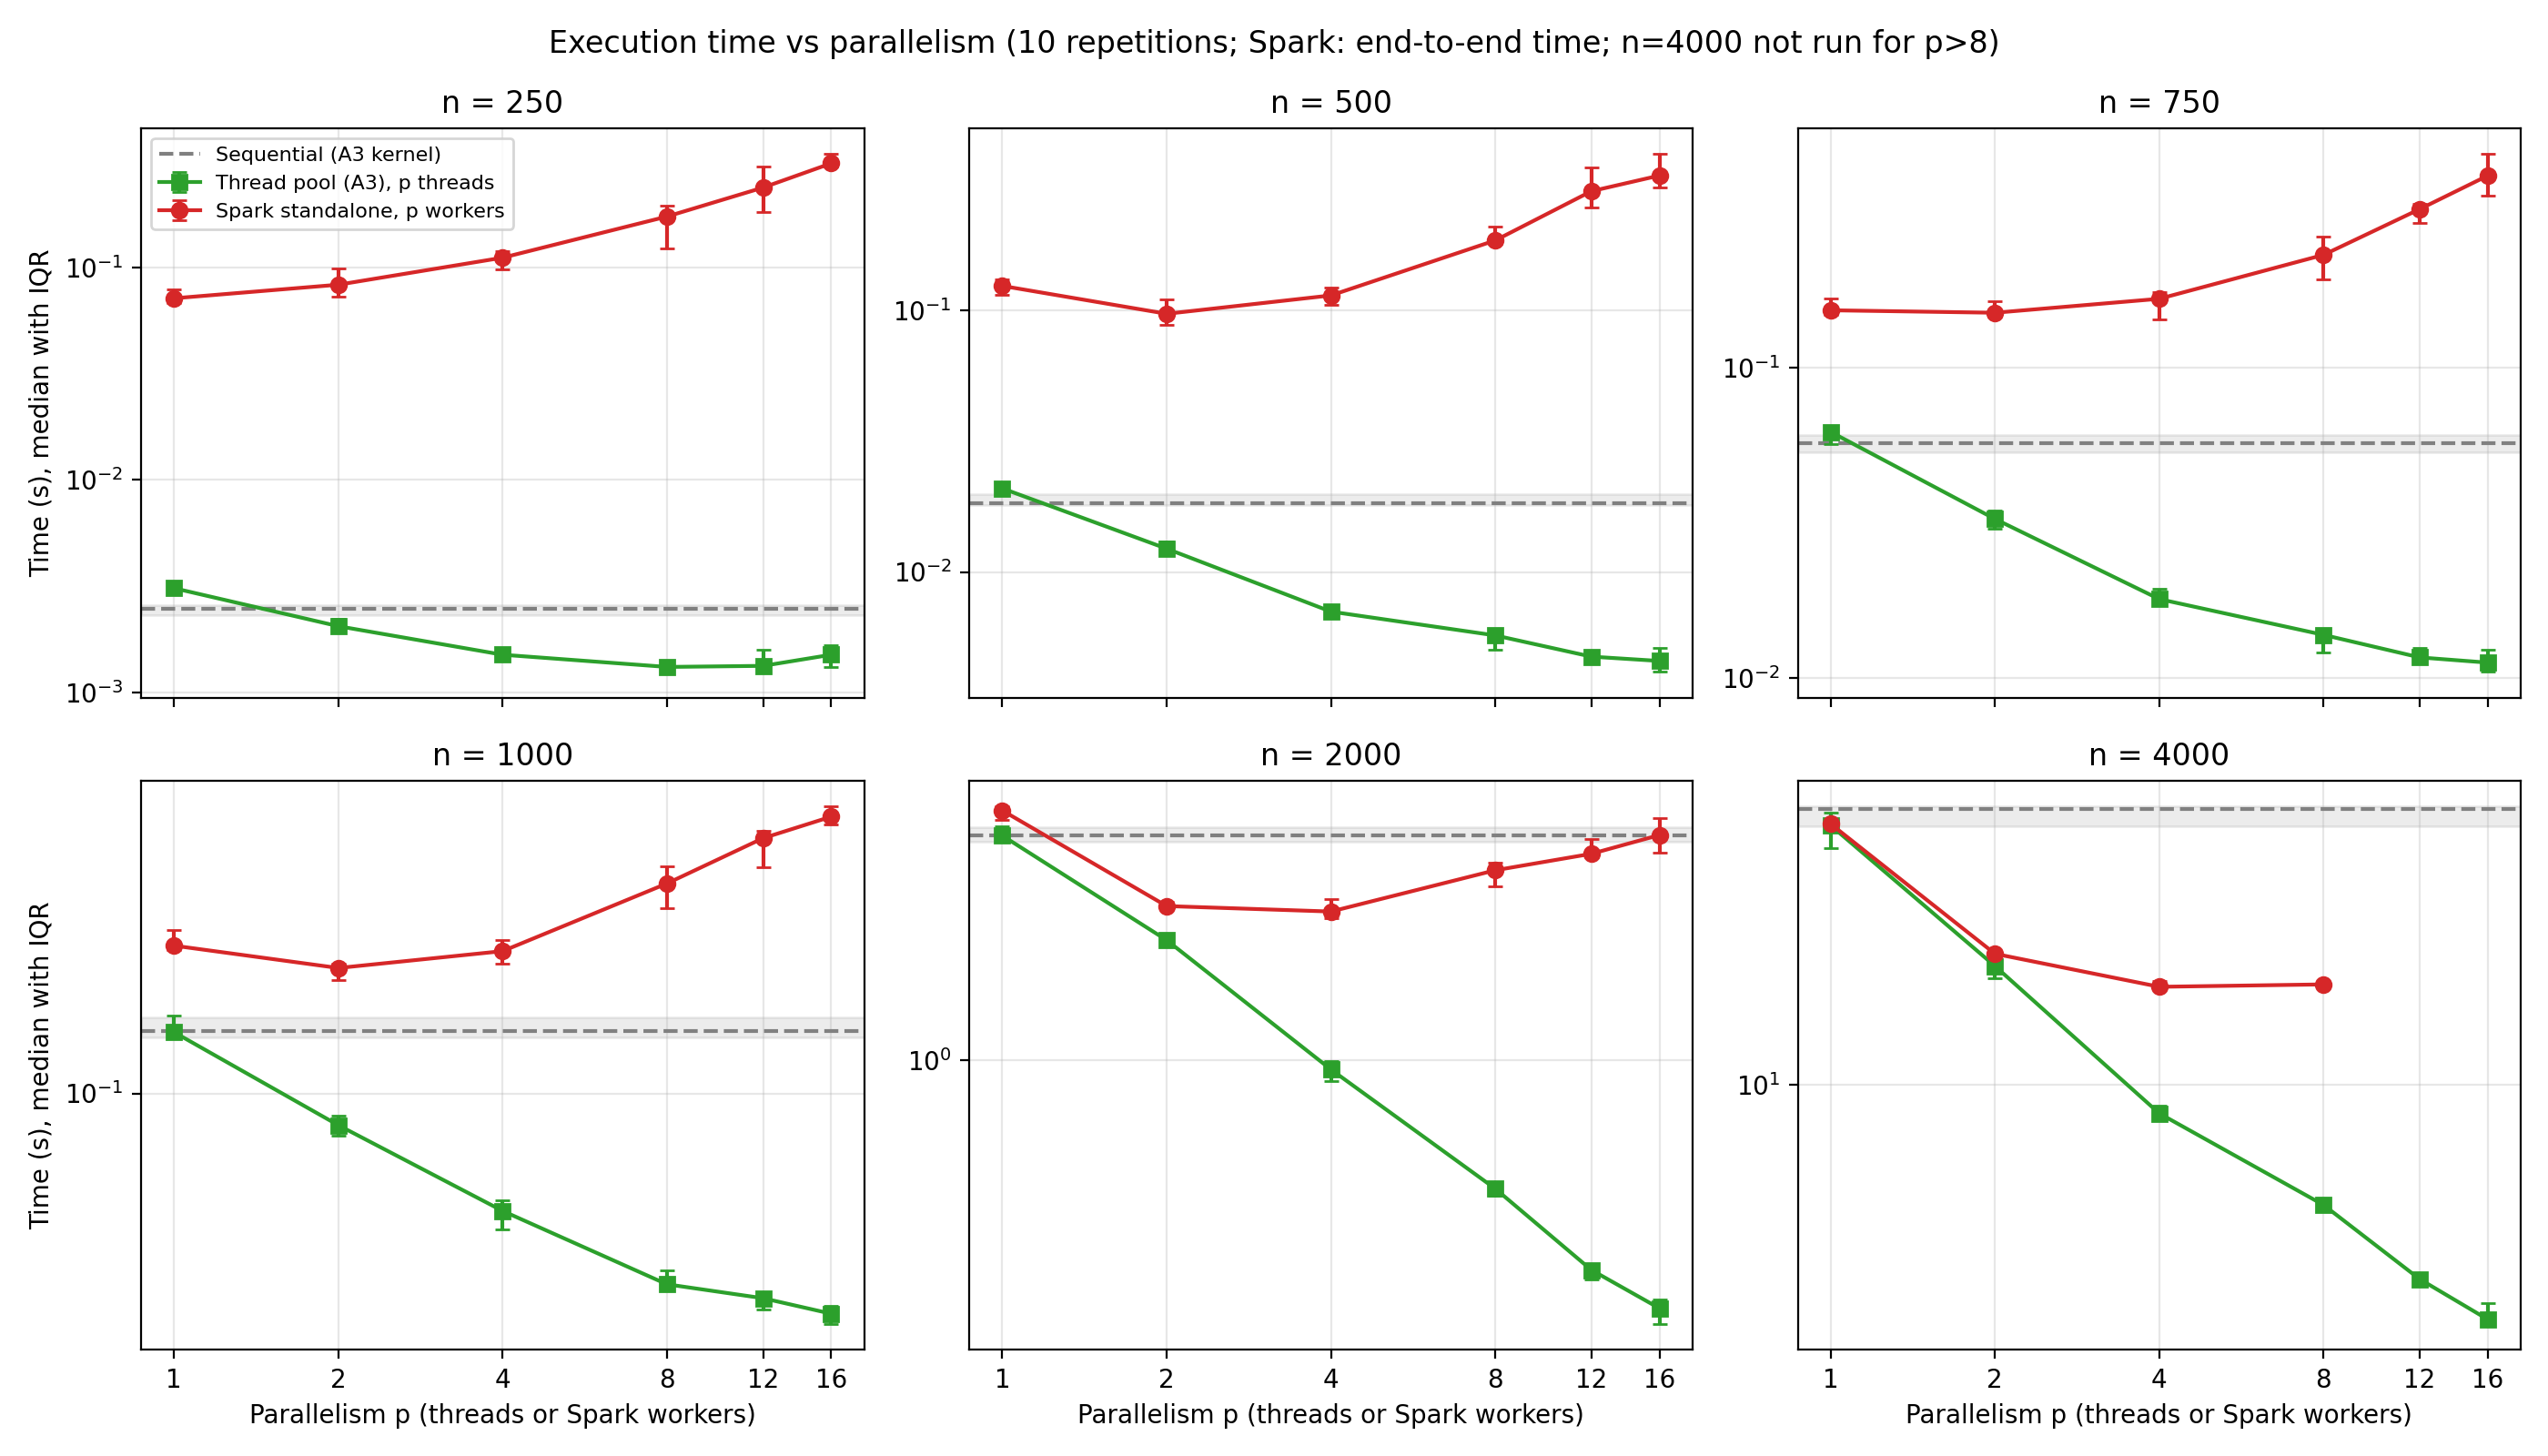 Execution time vs parallelism (10 repetitions; Spark: end-to-end time; n=4000 not run for p>8)
n = 250
n = 500
n = 750
Sequential (A3 kernel)
Thread pool (A3), p threads
Spark standalone, p workers
Time (s), median with IQR
10⁻¹
10⁻²
10⁻³
10⁻¹
10⁻²
10⁻¹
10⁻²
n = 1000
n = 2000
n = 4000
Time (s), median with IQR
10⁻¹
10⁰
10¹
1 2 4 8 12 16
1 2 4 8 12 16
1 2 4 8 12 16
Parallelism p (threads or Spark workers)
Parallelism p (threads or Spark workers)
Parallelism p (threads or Spark workers)